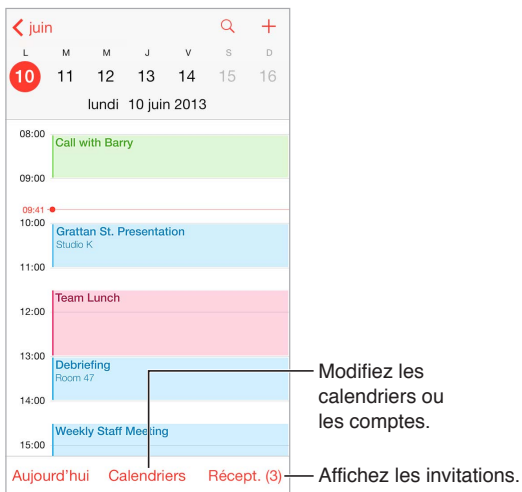 juin
L M M J V S D
10 11 12 13 14 15 16
lundi 10 juin 2013
08:00
Call with Barry
09:00
09:41
10:00
Grattan St. Presentation
Studio K
11:00
Team Lunch
12:00
13:00
Debriefing
Room 47
14:00
Weekly Staff Meeting
15:00
Aujourd'hui Calendriers Récept. (3)
Modifiez les
calendriers ou
les comptes.
Affichez les invitations.